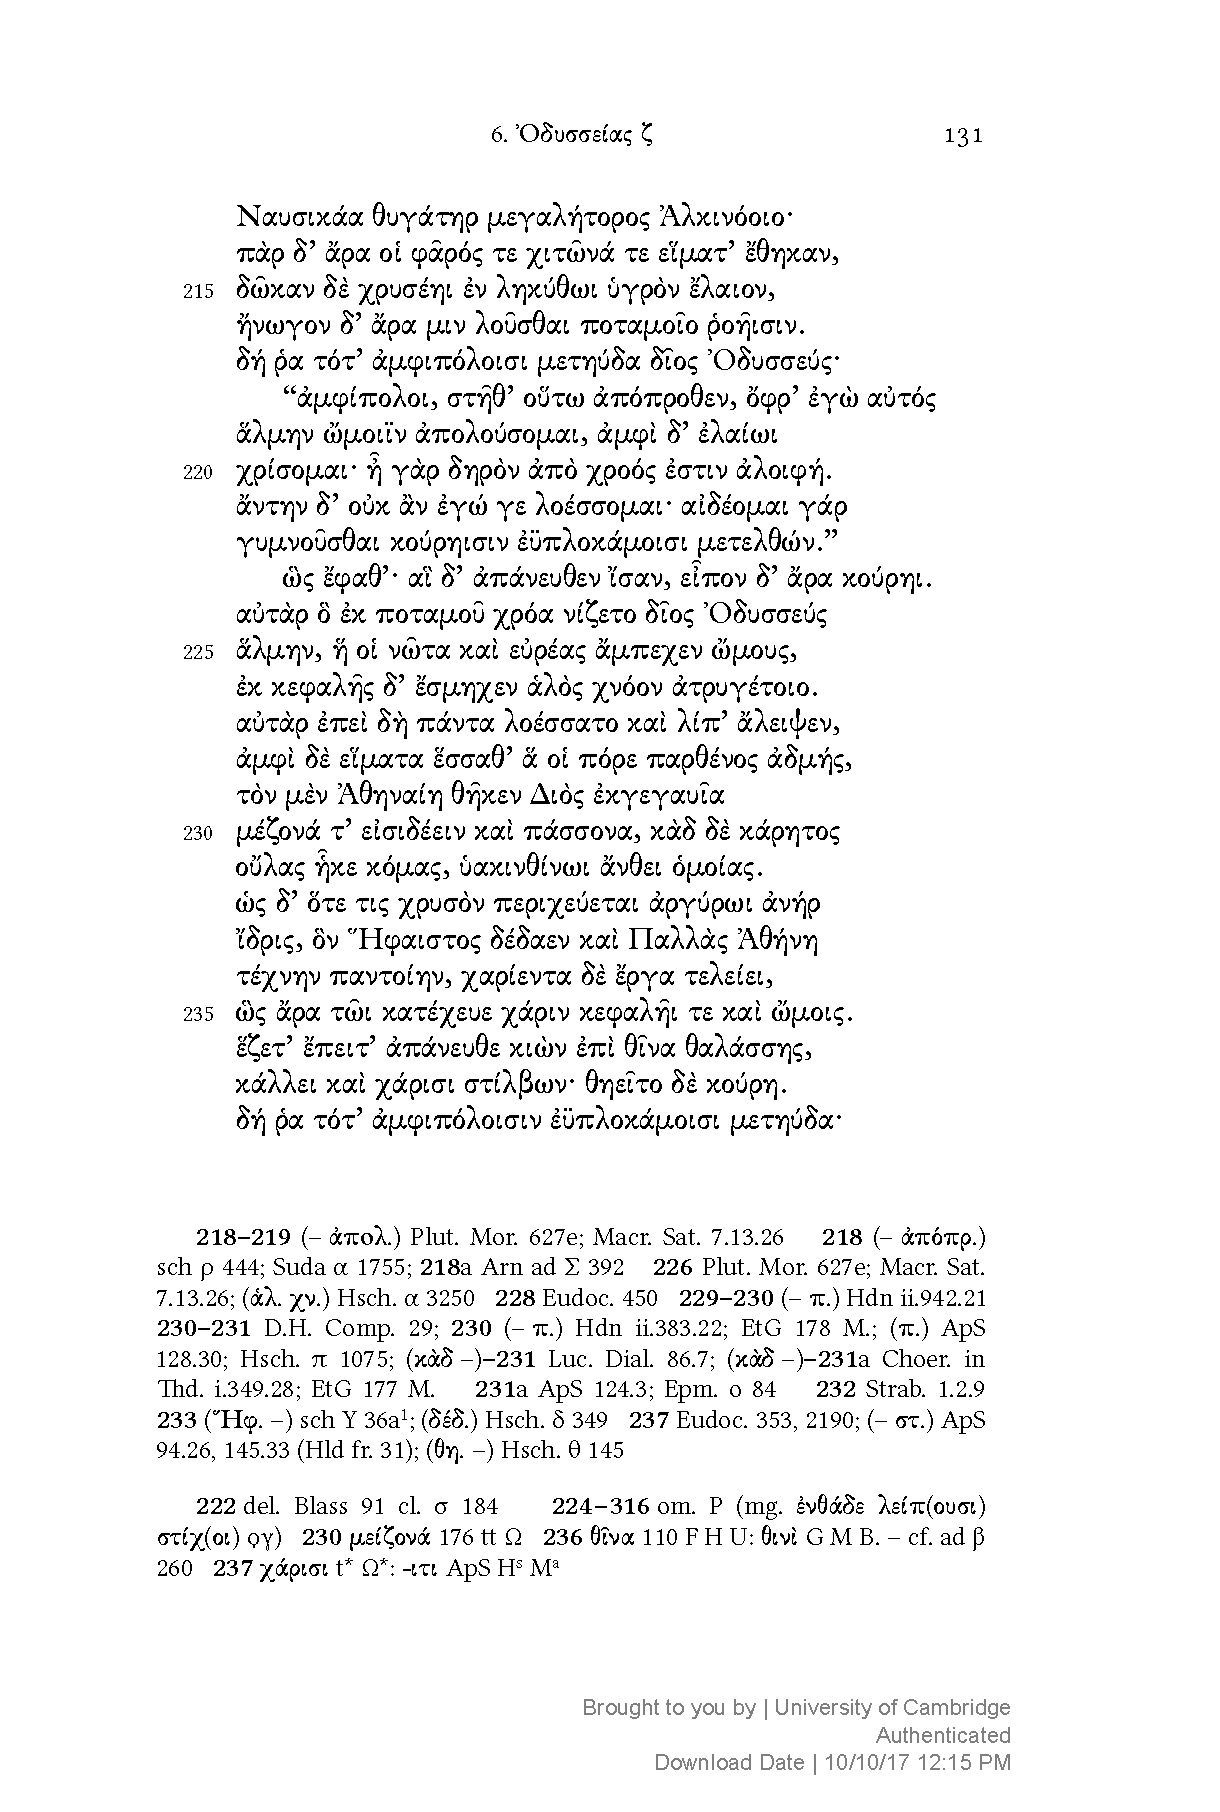 6. Ὀδυσσείας ζ 131
Ναυσικάα θυγάτηρ μεγαλήτορος Ἀλκινόοιο·
πὰρ δ’ ἄρα οἱ φᾶρός τε χιτῶνά τε εἵματ’ ἔθηκαν,
215 δῶκαν δὲ χρυσέηι ἐν ληκύθωι ὑγρὸν ἔλαιον,
ἤνωγον δ’ ἄρα μιν λοῦσθαι ποταμοῖο ῥοῆισιν.
δή ῥα τότ’ ἀμφιπόλοισι μετηύδα δῖος Ὀδυσσεύς·
“ἀμφίπολοι, στῆθ’ οὕτω ἀπόπροθεν, ὄφρ’ ἐγὼ αὐτός
ἅλμην ὤμοιϊν ἀπολούσομαι, ἀμφὶ δ’ ἐλαίωι
220 χρίσομαι· ἦ γὰρ δηρὸν ἀπὸ χροός ἐστιν ἀλοιφή.
ἄντην δ’ οὐκ ἂν ἐγώ γε λοέσσομαι· αἰδέομαι γάρ
γυμνοῦσθαι κούρηισιν ἐϋπλοκάμοισι μετελθών.”
ὣς ἔφαθ’· αἳ δ’ ἀπάνευθεν ἴσαν, εἶπον δ’ ἄρα κούρηι.
αὐτὰρ ὃ ἐκ ποταμοῦ χρόα νίζετο δῖος Ὀδυσσεύς
225 ἅλμην, ἥ οἱ νῶτα καὶ εὐρέας ἄμπεχεν ὤμους,
ἐκ κεφαλῆς δ’ ἔσμηχεν ἁλὸς χνόον ἀτρυγέτοιο.
αὐτὰρ ἐπεὶ δὴ πάντα λοέσσατο καὶ λίπ’ ἄλειψεν,
ἀμφὶ δὲ εἵματα ἕσσαθ’ ἅ οἱ πόρε παρθένος ἀδμής,
τὸν μὲν Ἀθηναίη θῆκεν Διὸς ἐκγεγαυῖα
230 μέζονά τ’ εἰσιδέειν καὶ πάσσονα, κὰδ δὲ κάρητος
οὔλας ἧκε κόμας, ὑακινθίνωι ἄνθει ὁμοίας.
ὡς δ’ ὅτε τις χρυσὸν περιχεύεται ἀργύρωι ἀνήρ
ἴδρις, ὃν Ἥφαιστος δέδαεν καὶ Παλλὰς Ἀθήνη
τέχνην παντοίην, χαρίεντα δὲ ἔργα τελείει,
235 ὣς ἄρα τῶι κατέχευε χάριν κεφαλῆι τε καὶ ὤμοις.
ἕζετ’ ἔπειτ’ ἀπάνευθε κιὼν ἐπὶ θῖνα θαλάσσης,
κάλλει καὶ χάρισι στίλβων· θηεῖτο δὲ κούρη.
δή ῥα τότ’ ἀμφιπόλοισιν ἐϋπλοκάμοισι μετηύδα·
218–219 (– ἀπολ.) Plut. Mor. 627e; Macr. Sat. 7.13.26 218 (– ἀπόπρ.)
sch ρ 444; Suda α 1755; 218a Arn ad Σ 392 226 Plut. Mor. 627e; Macr. Sat.
7.13.26; (ἁλ. χν.) Hsch. α 3250 228 Eudoc. 450 229–230 (– π.) Hdn ii.942.21
230–231 D.H. Comp. 29; 230 (– π.) Hdn ii.383.22; EtG 178 M.; (π.) ApS
128.30; Hsch. π 1075; (κὰδ –)–231 Luc. Dial. 86.7; (κὰδ –)–231a Choer. in
Thd. i.349.28; EtG 177 M. 231a ApS 124.3; Epm. ο 84 232 Strab. 1.2.9
233 (Ἥφ. –) sch Υ 36a¹; (δέδ.) Hsch. δ 349 237 Eudoc. 353, 2190; (– στ.) ApS
94.26, 145.33 (Hld fr. 31); (θη. –) Hsch. θ 145
222 del. Blass 91 cl. σ 184 224–316 om. P (mg. ἐνθάδε λείπ(ουσι)
στίχ(οι) ϙγ) 230 μείζονά 176 tt Ω 236 θῖνα 110 F H U: θινὶ G M B. – cf. ad β
260 237 χάρισι t* Ω*: -ιτι ApS Hˢ Mᵃ
Brought to you by | University of Cambridge
Authenticated
Download Date | 10/10/17 12:15 PM